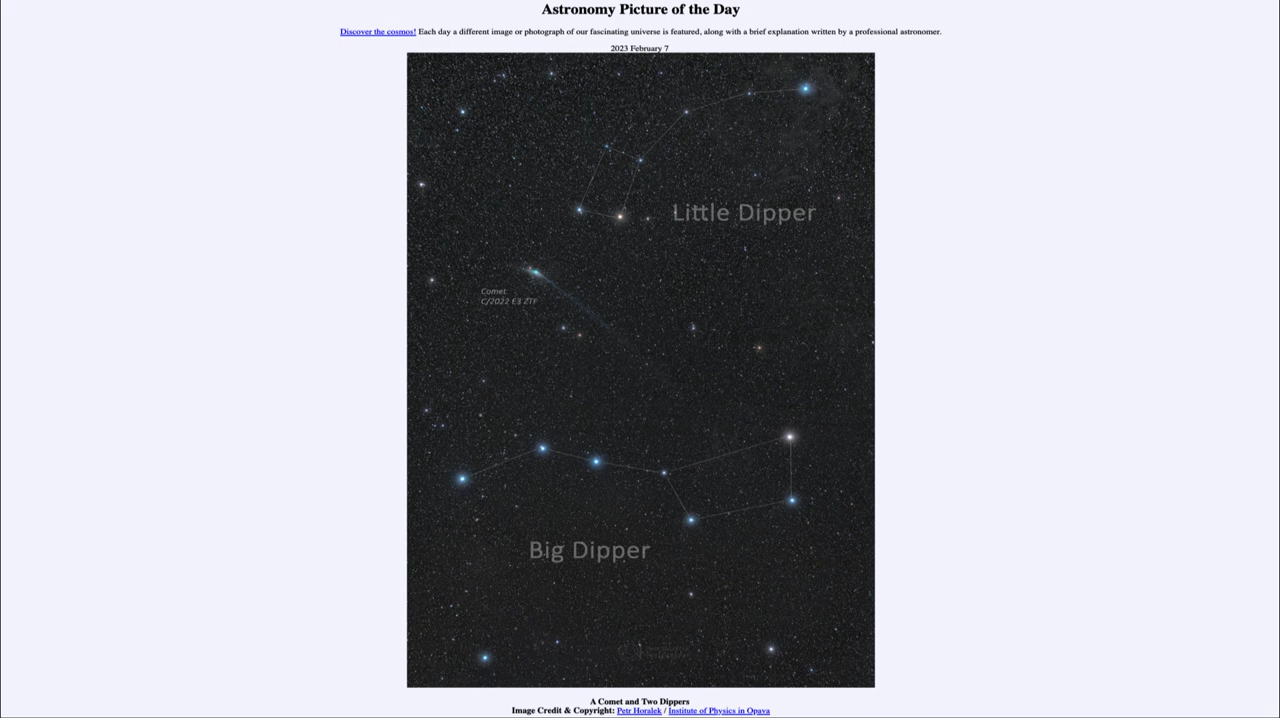 Astronomy Picture of the Day
Discover the cosmos! Each day a different image or photograph of our fascinating universe is featured, along with a brief explanation written by a professional astronomer.
2023 February 7
Little Dipper
Comet
C/2022 E3 ZTF
Big Dipper
A Comet and Two Dippers
Image Credit & Copyright: Petr Horalek / Institute of Physics in Opava